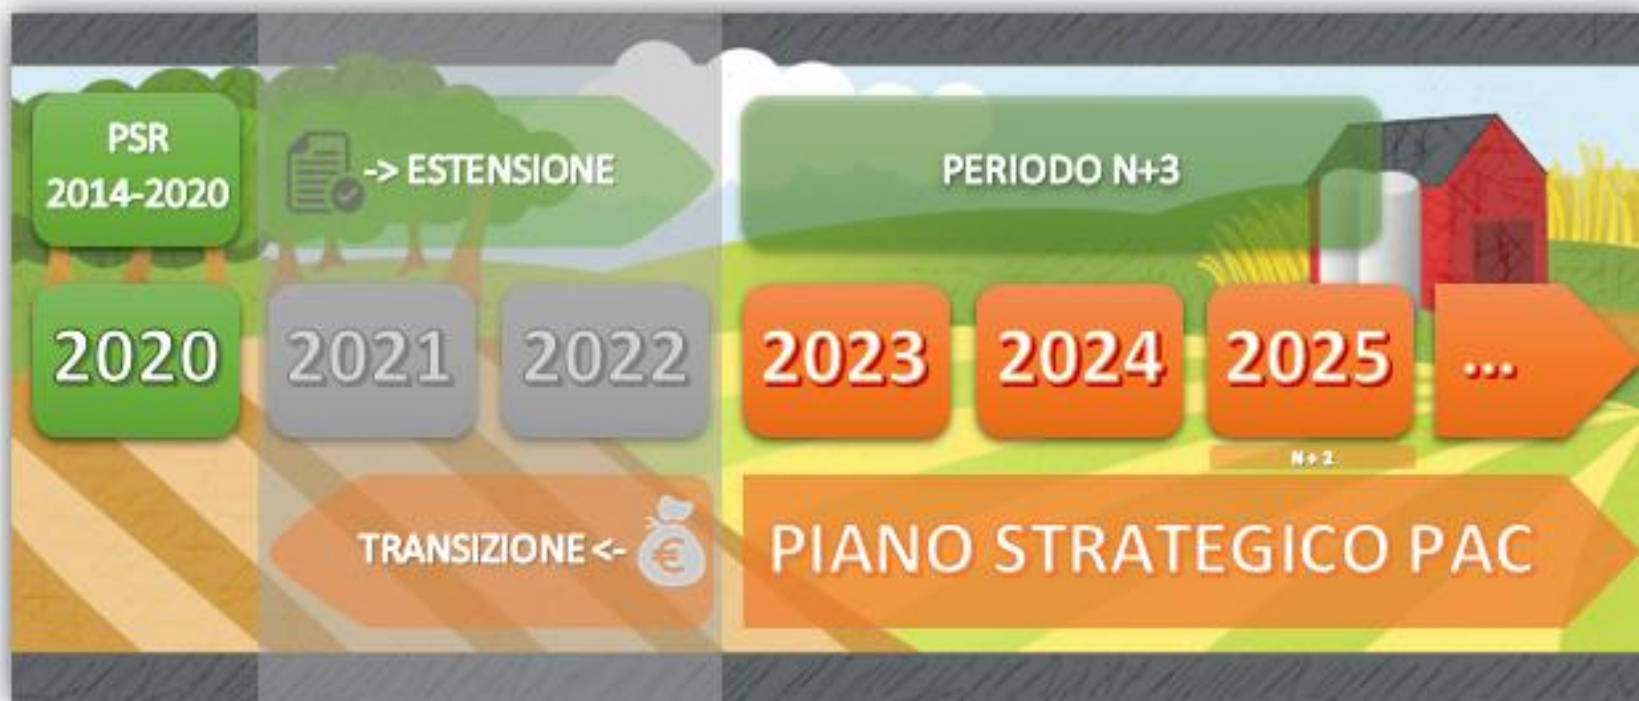 PSR
2014-2020
-> ESTENSIONE
PERIODO N+3
2020
2021
2022
2023
2024
2025
...
N+2
TRANSIZIONE <-
€
PIANO STRATEGICO PAC